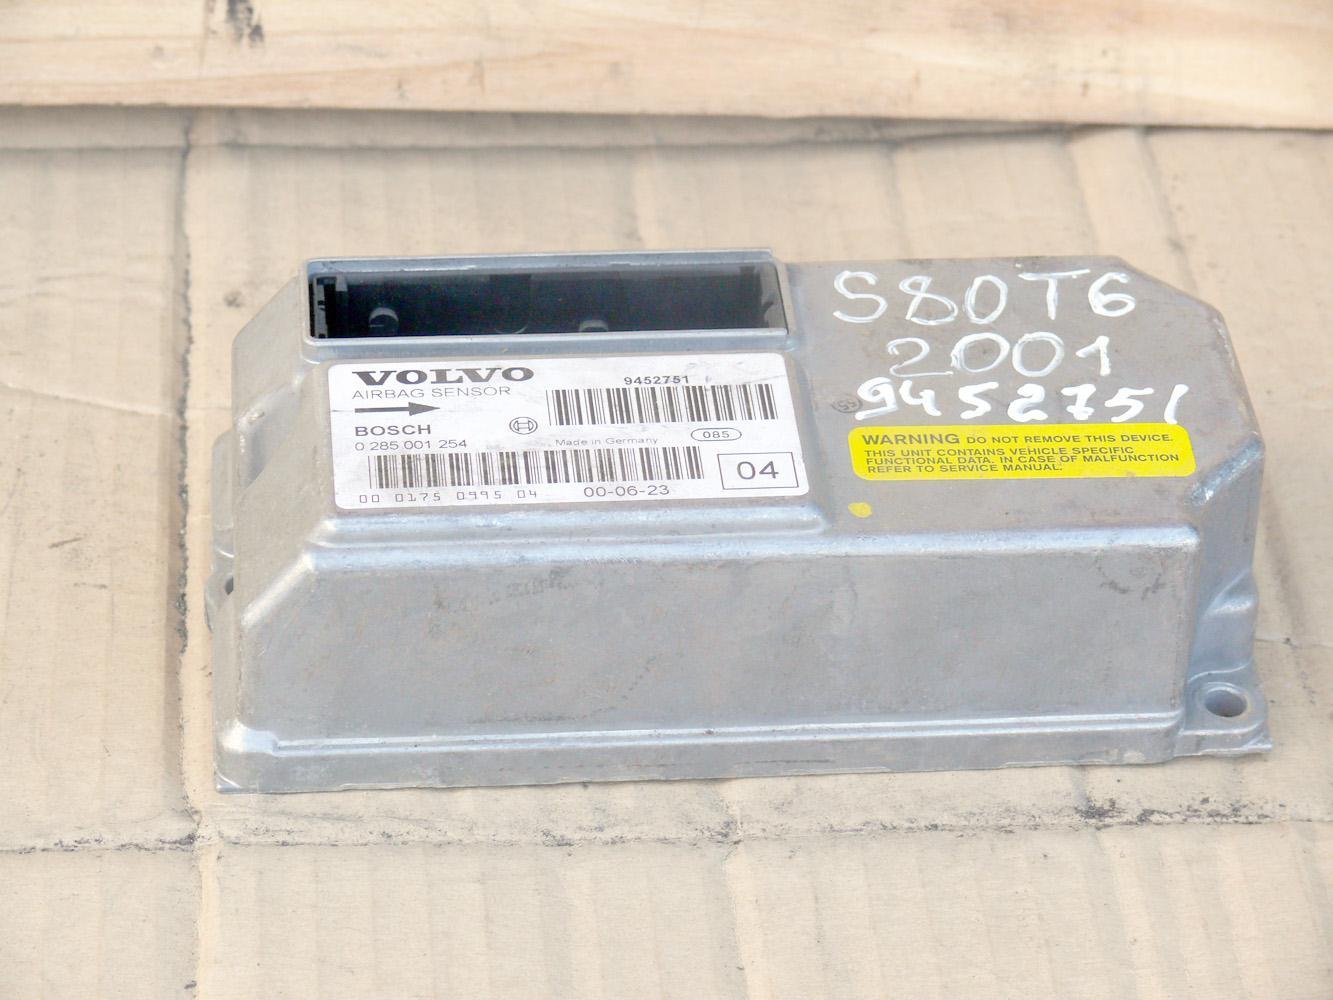 S80T6
2001
9452751
VOLVO
AIRBAG SENSOR
9452751
BOSCH
0 285 001 254
Made in Germany
085
04
00 0175 0995 04
00-06-23
WARNING DO NOT REMOVE THIS DEVICE.
THIS UNIT CONTAINS VEHICLE SPECIFIC
FUNCTIONAL DATA. IN CASE OF MALFUNCTION
REFER TO SERVICE MANUAL.